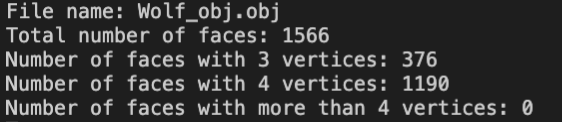 File name: Wolf_obj.obj
Total number of faces: 1566
Number of faces with 3 vertices: 376
Number of faces with 4 vertices: 1190
Number of faces with more than 4 vertices: 0